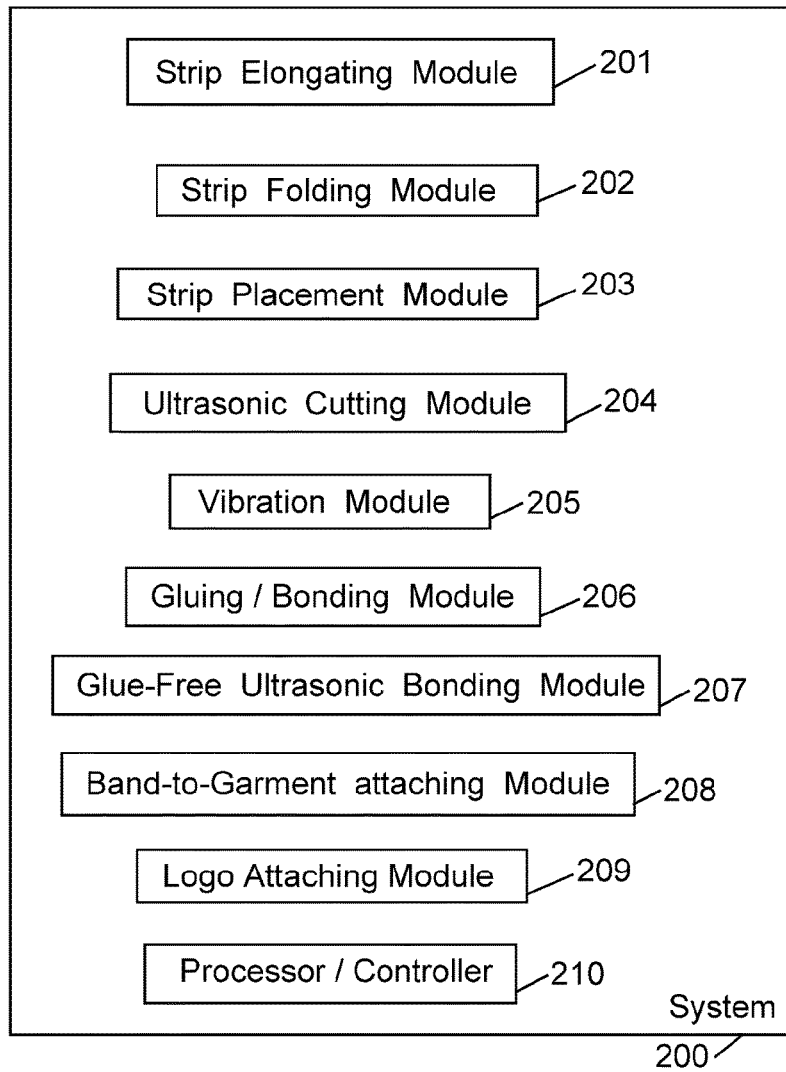 Strip Elongating Module 201
Strip Folding Module 202
Strip Placement Module 203
Ultrasonic Cutting Module 204
Vibration Module 205
Gluing / Bonding Module 206
Glue-Free Ultrasonic Bonding Module 207
Band-to-Garment attaching Module 208
Logo Attaching Module 209
Processor / Controller 210
System
200